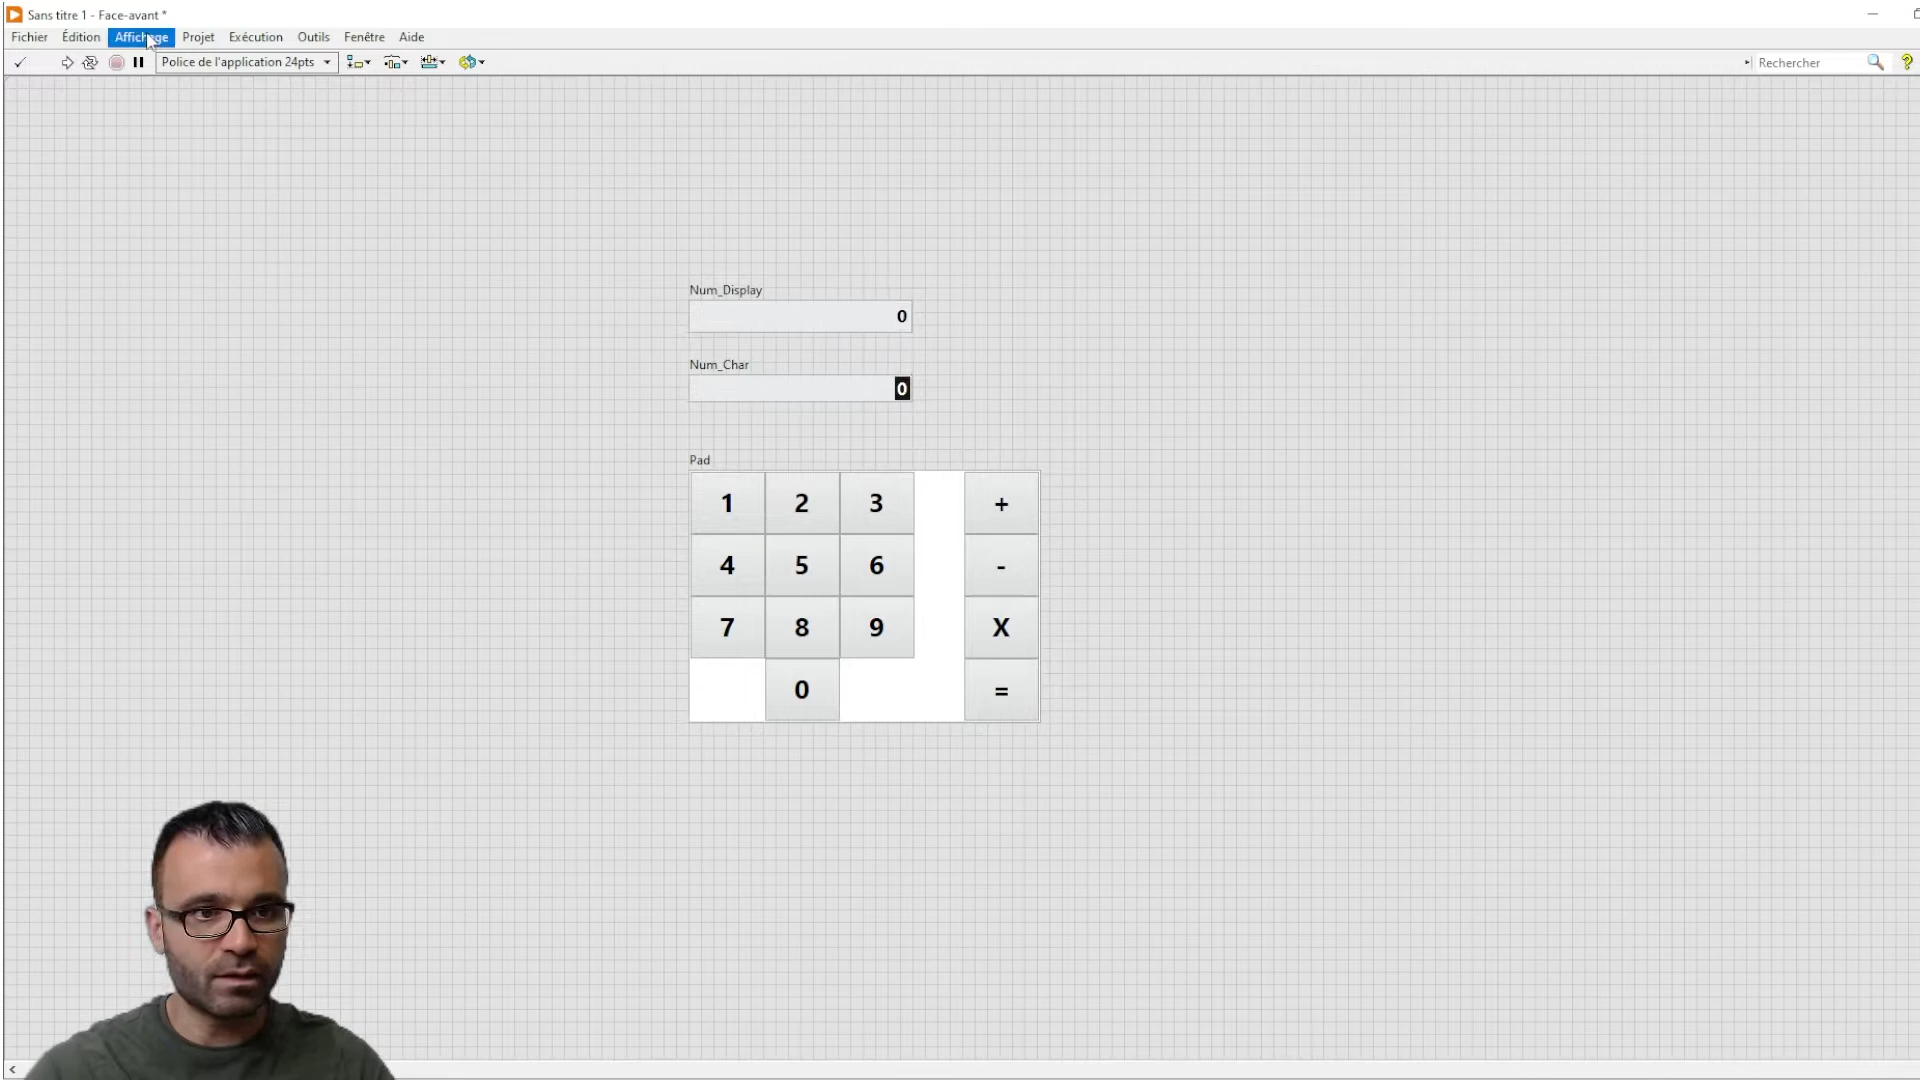 Sans titre 1 - Face-avant *
Fichier Édition Affichage Projet Exécution Outils Fenêtre Aide
Police de l'application 24pts Rechercher
Num_Display
0
Num_Char
0
Pad
1 2 3 +
4 5 6 -
7 8 9 X
0 =